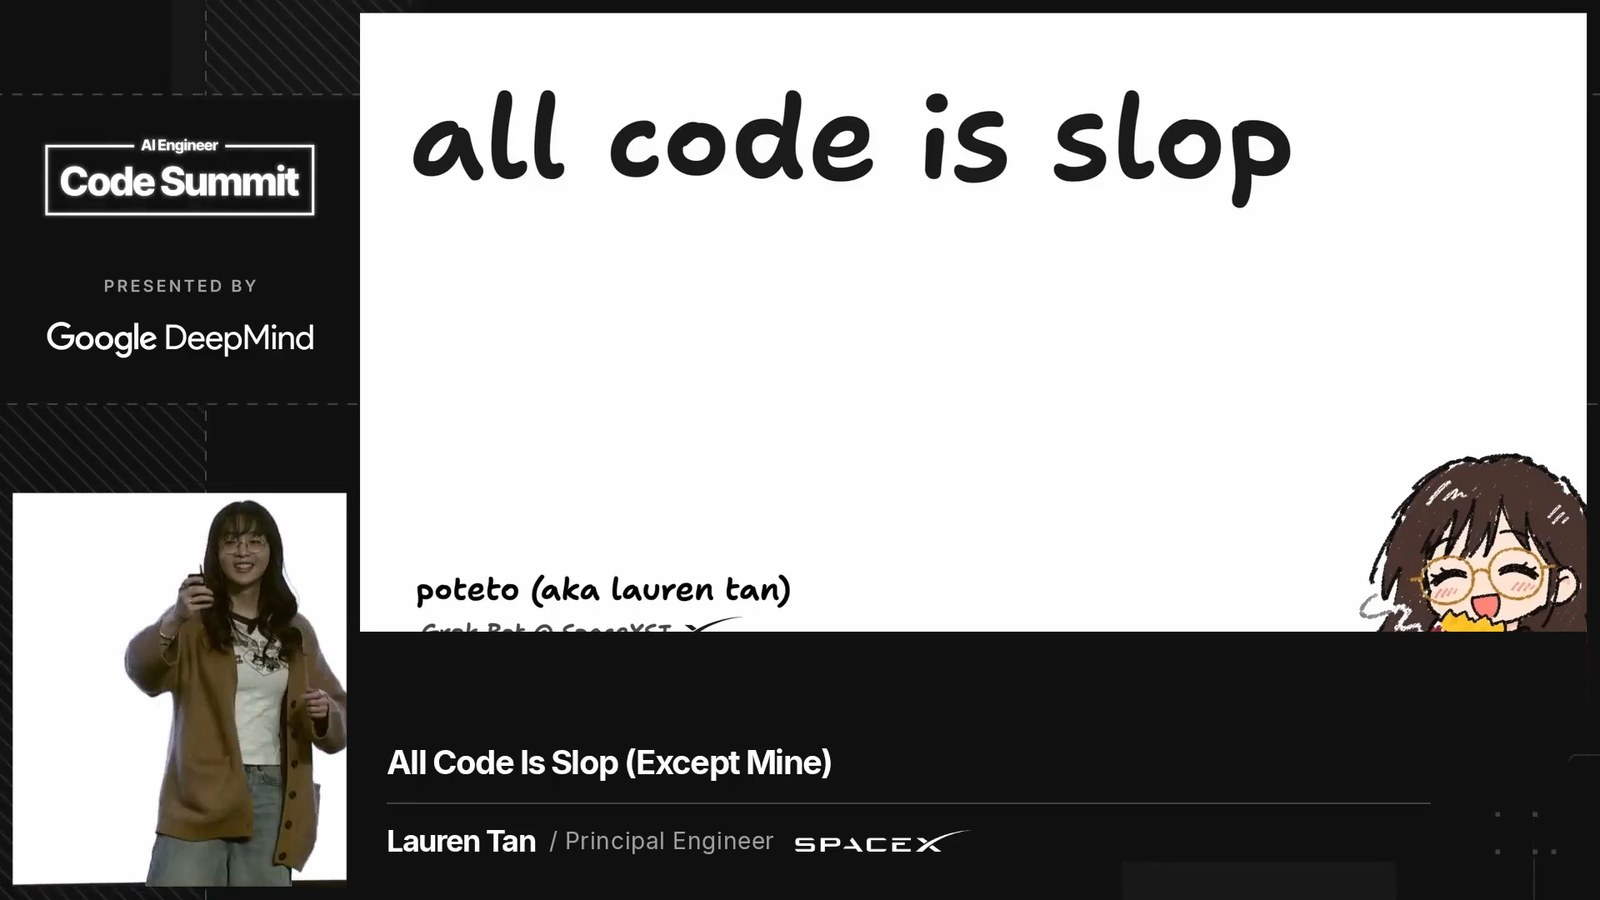 AI Engineer
Code Summit
PRESENTED BY
Google DeepMind
all code is slop
poteto (aka lauren tan)
All Code Is Slop (Except Mine)
Lauren Tan / Principal Engineer SPACEX